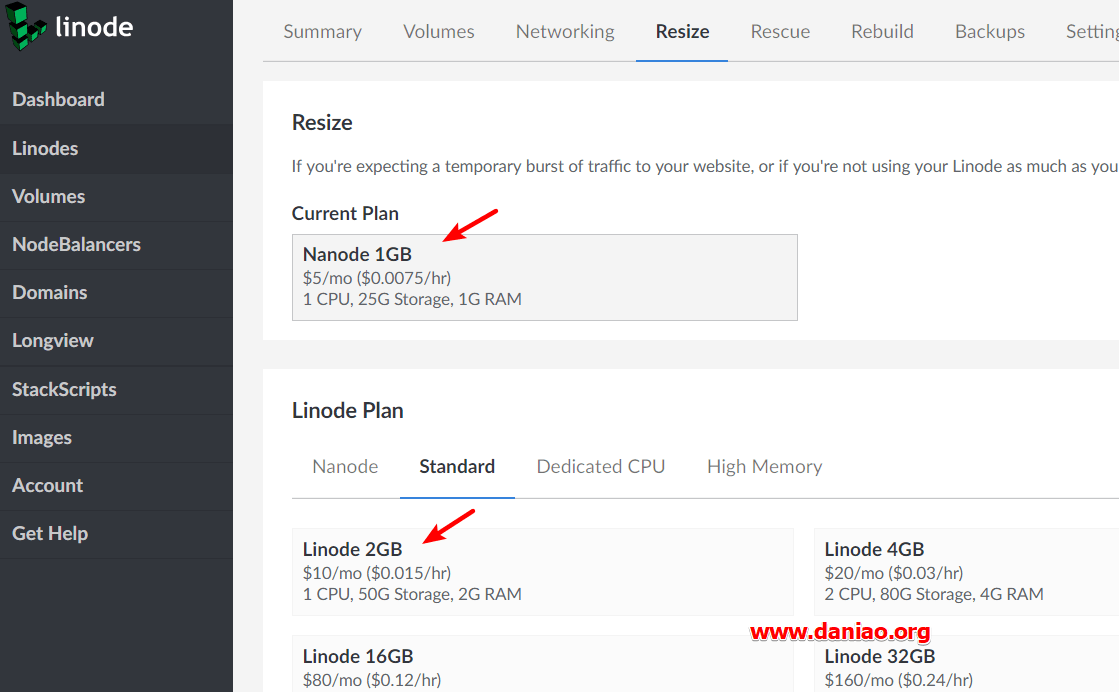 linode
Dashboard
Linodes
Volumes
NodeBalancers
Domains
Longview
StackScripts
Images
Account
Get Help
Summary Volumes Networking Resize Rescue Rebuild Backups
Resize
If you're expecting a temporary burst of traffic to your website, or if you're not using your Linode as much as you
Current Plan
Nanode 1GB
$5/mo ($0.0075/hr)
1 CPU, 25G Storage, 1G RAM
Linode Plan
Nanode Standard Dedicated CPU High Memory
Linode 2GB
$10/mo ($0.015/hr)
1 CPU, 50G Storage, 2G RAM
Linode 4GB
$20/mo ($0.03/hr)
2 CPU, 80G Storage, 4G RAM
www.daniao.org
Linode 16GB
$80/mo ($0.12/hr)
Linode 32GB
$160/mo ($0.24/hr)